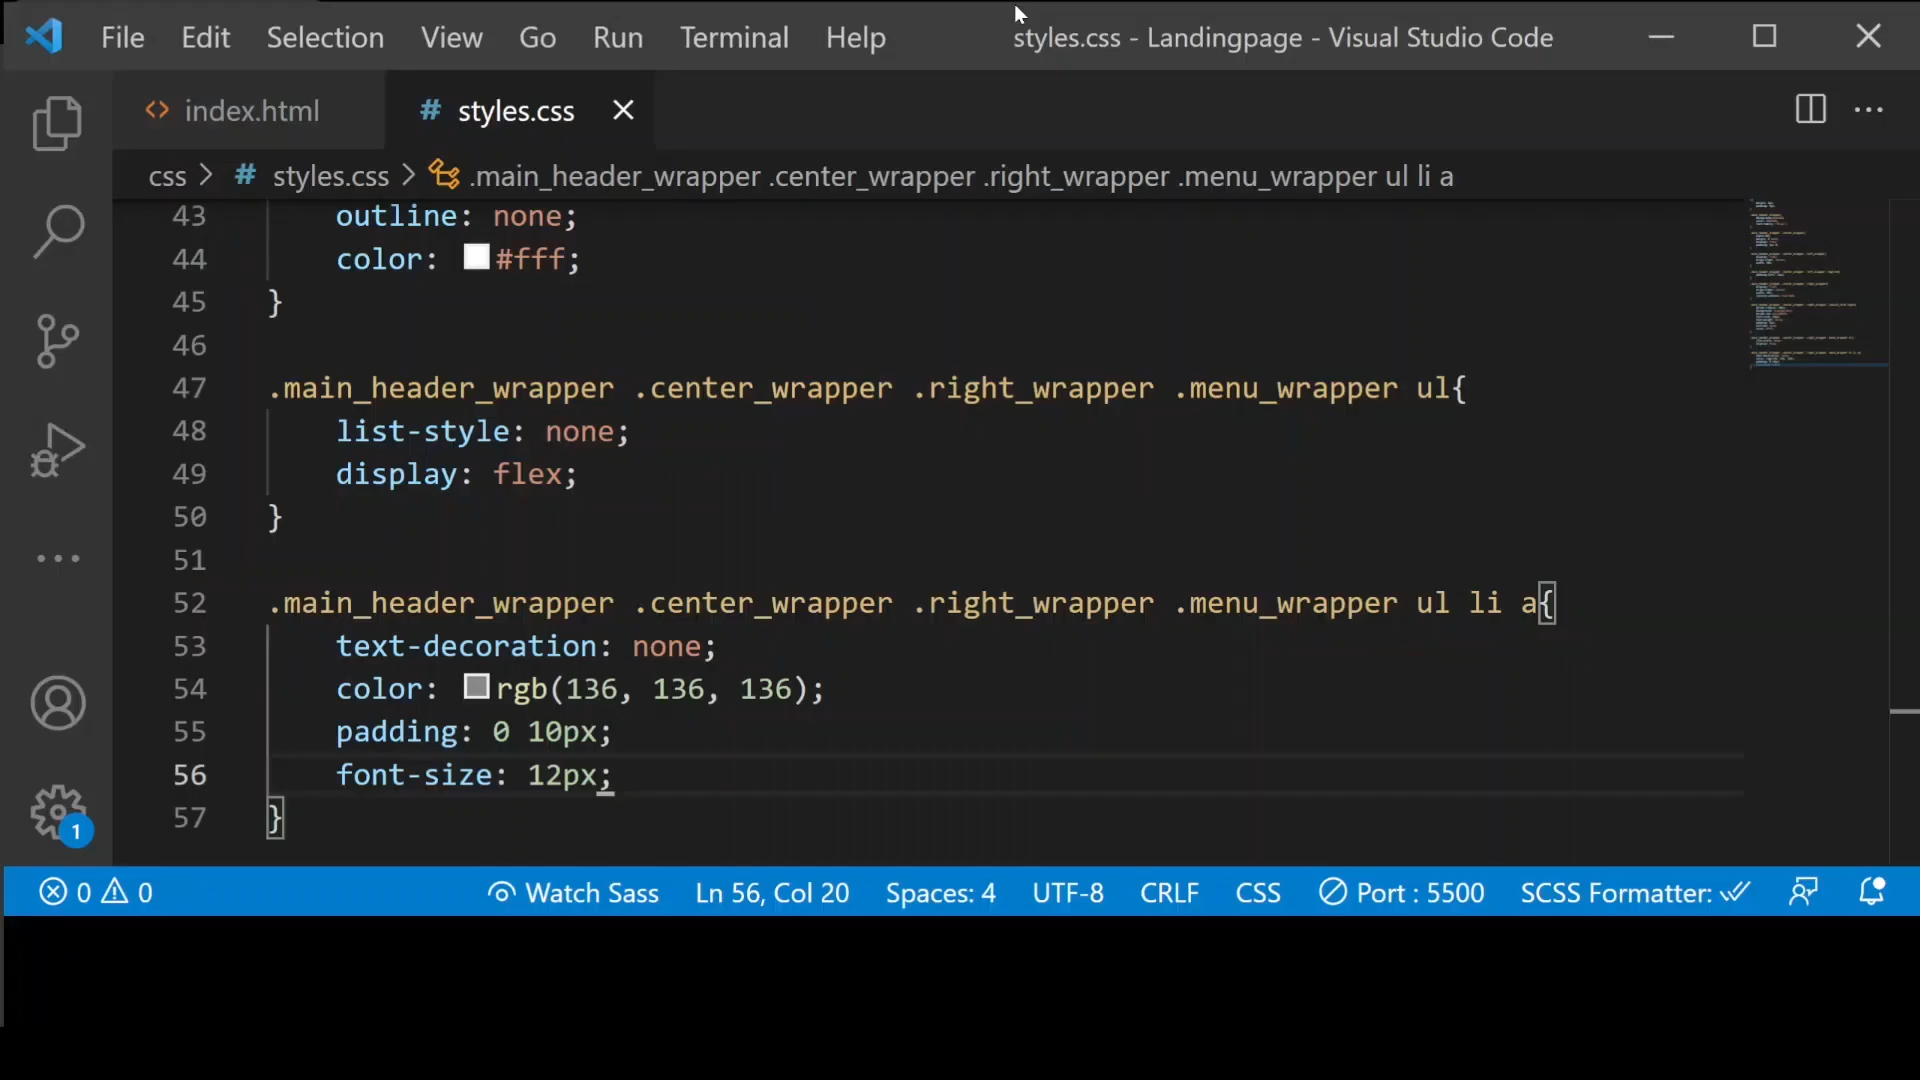 File Edit Selection View Go Run Terminal Help styles.css - Landingpage - Visual Studio Code
index.html # styles.css
css > # styles.css > .main_header_wrapper .center_wrapper .right_wrapper .menu_wrapper ul li a
43 outline: none;
44 color: #fff;
45 }
46
47 .main_header_wrapper .center_wrapper .right_wrapper .menu_wrapper ul{
48 list-style: none;
49 display: flex;
50 }
51
52 .main_header_wrapper .center_wrapper .right_wrapper .menu_wrapper ul li a{
53 text-decoration: none;
54 color: rgb(136, 136, 136);
55 padding: 0 10px;
56 font-size: 12px;
57 }
1
0 0 Watch Sass Ln 56, Col 20 Spaces: 4 UTF-8 CRLF CSS Port : 5500 SCSS Formatter: